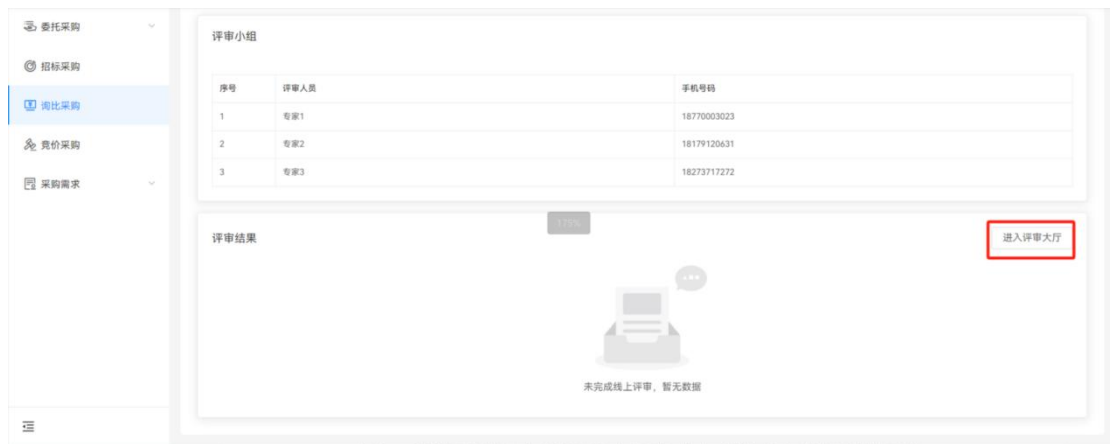 委托采购
招标采购
询比采购
竞价采购
采购需求
评审小组
序号 评审人员 手机号码
1 专家1 18770003023
2 专家2 18179120631
3 专家3 18273717272
175%
评审结果
进入评审大厅
未完成线上评审，暂无数据